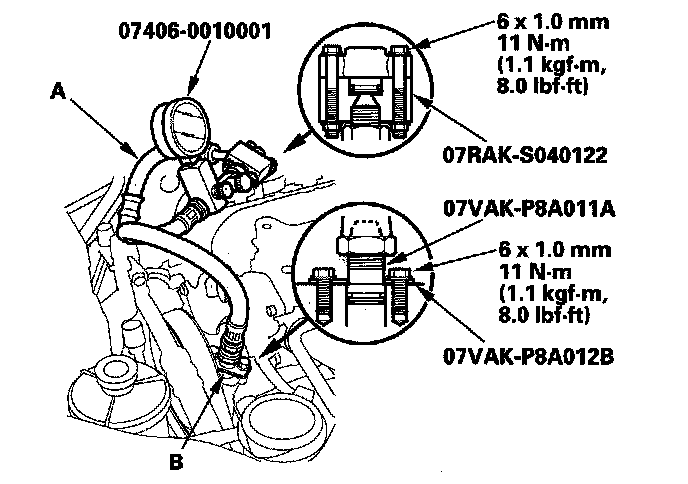 07406-0010001
6 x 1.0 mm
11 N·m
(1.1 kgf·m,
8.0 lbf·ft)
A
07RAK-S040122
07VAK-P8A011A
6 x 1.0 mm
11 N·m
(1.1 kgf·m,
8.0 lbf·ft)
07VAK-P8A012B
B